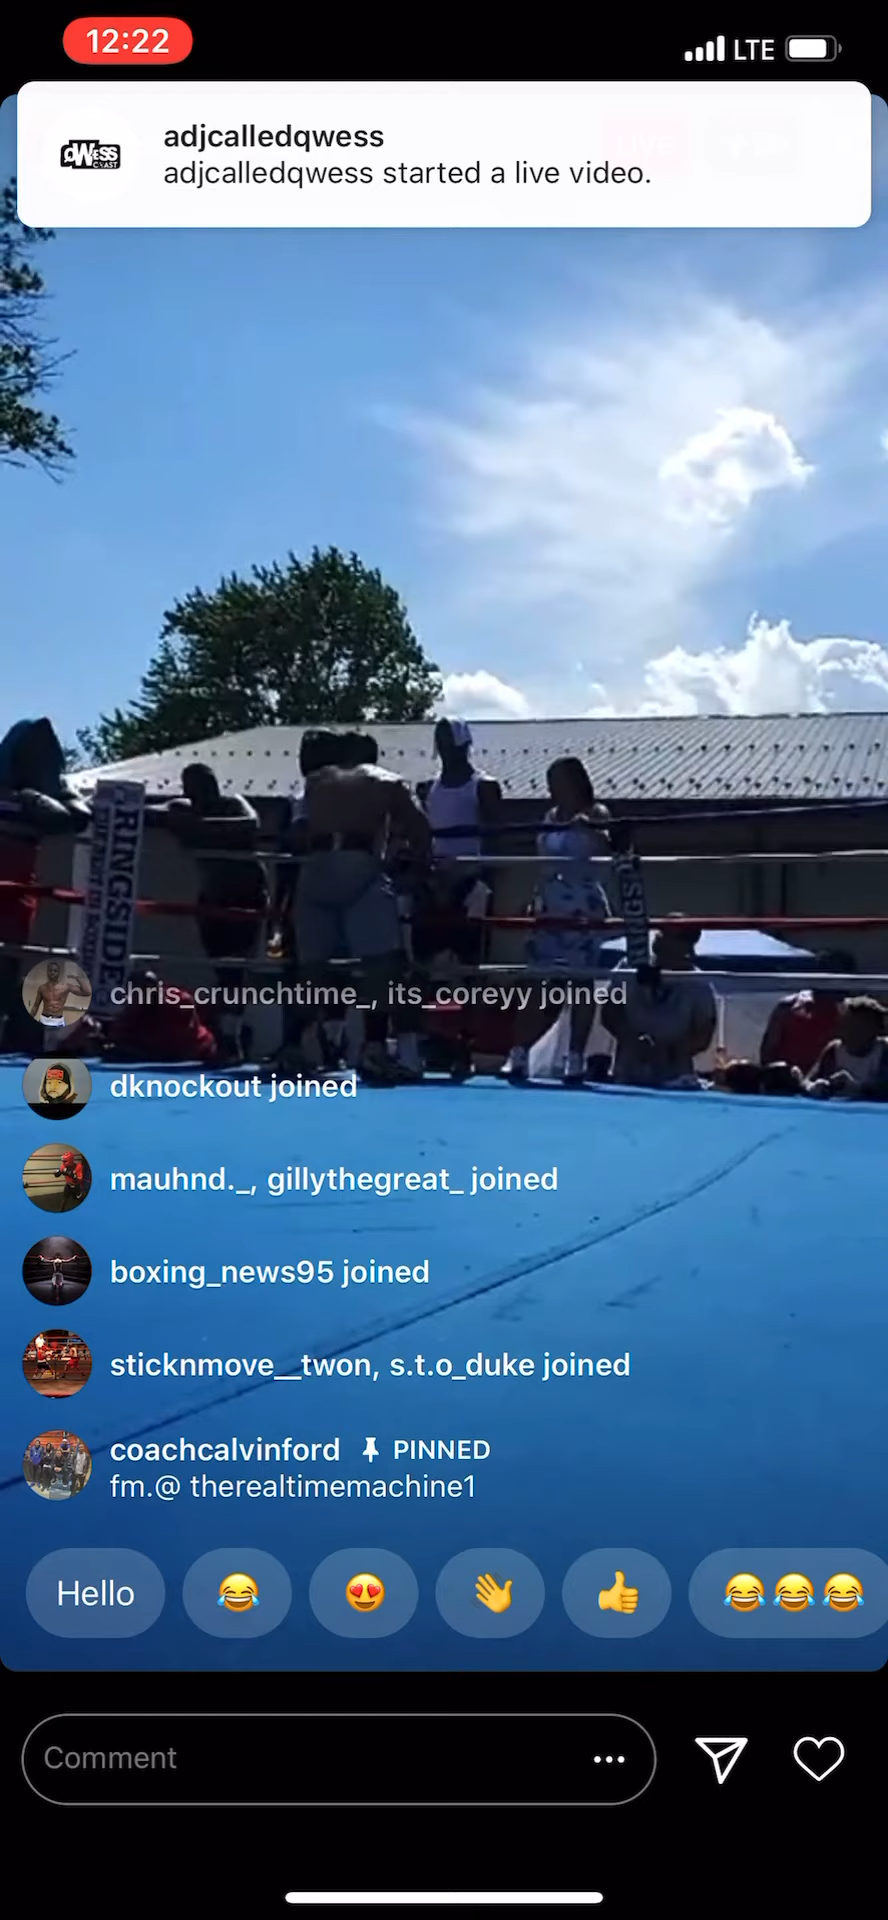 12:22
LTE
adjcalledqwess
adjcalledqwess started a live video.
RINGSIDE
chris_crunchtime_, its_coreyy joined
dknockout joined
mauhnd._, gillythegreat_ joined
boxing_news95 joined
sticknmove__twon, s.t.o_duke joined
coachcalvinford PINNED
fm.@ therealtimemachine1
Hello
Comment